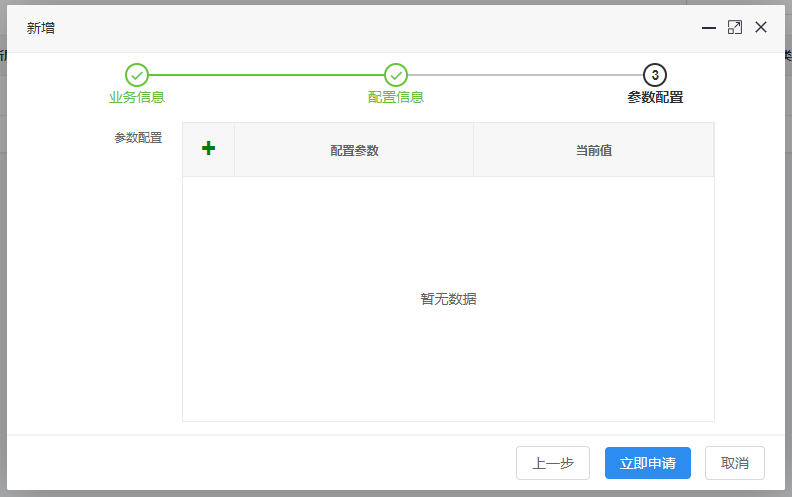 新增
3
业务信息 配置信息 参数配置
参数配置
配置参数 当前值
暂无数据
上一步 立即申请 取消